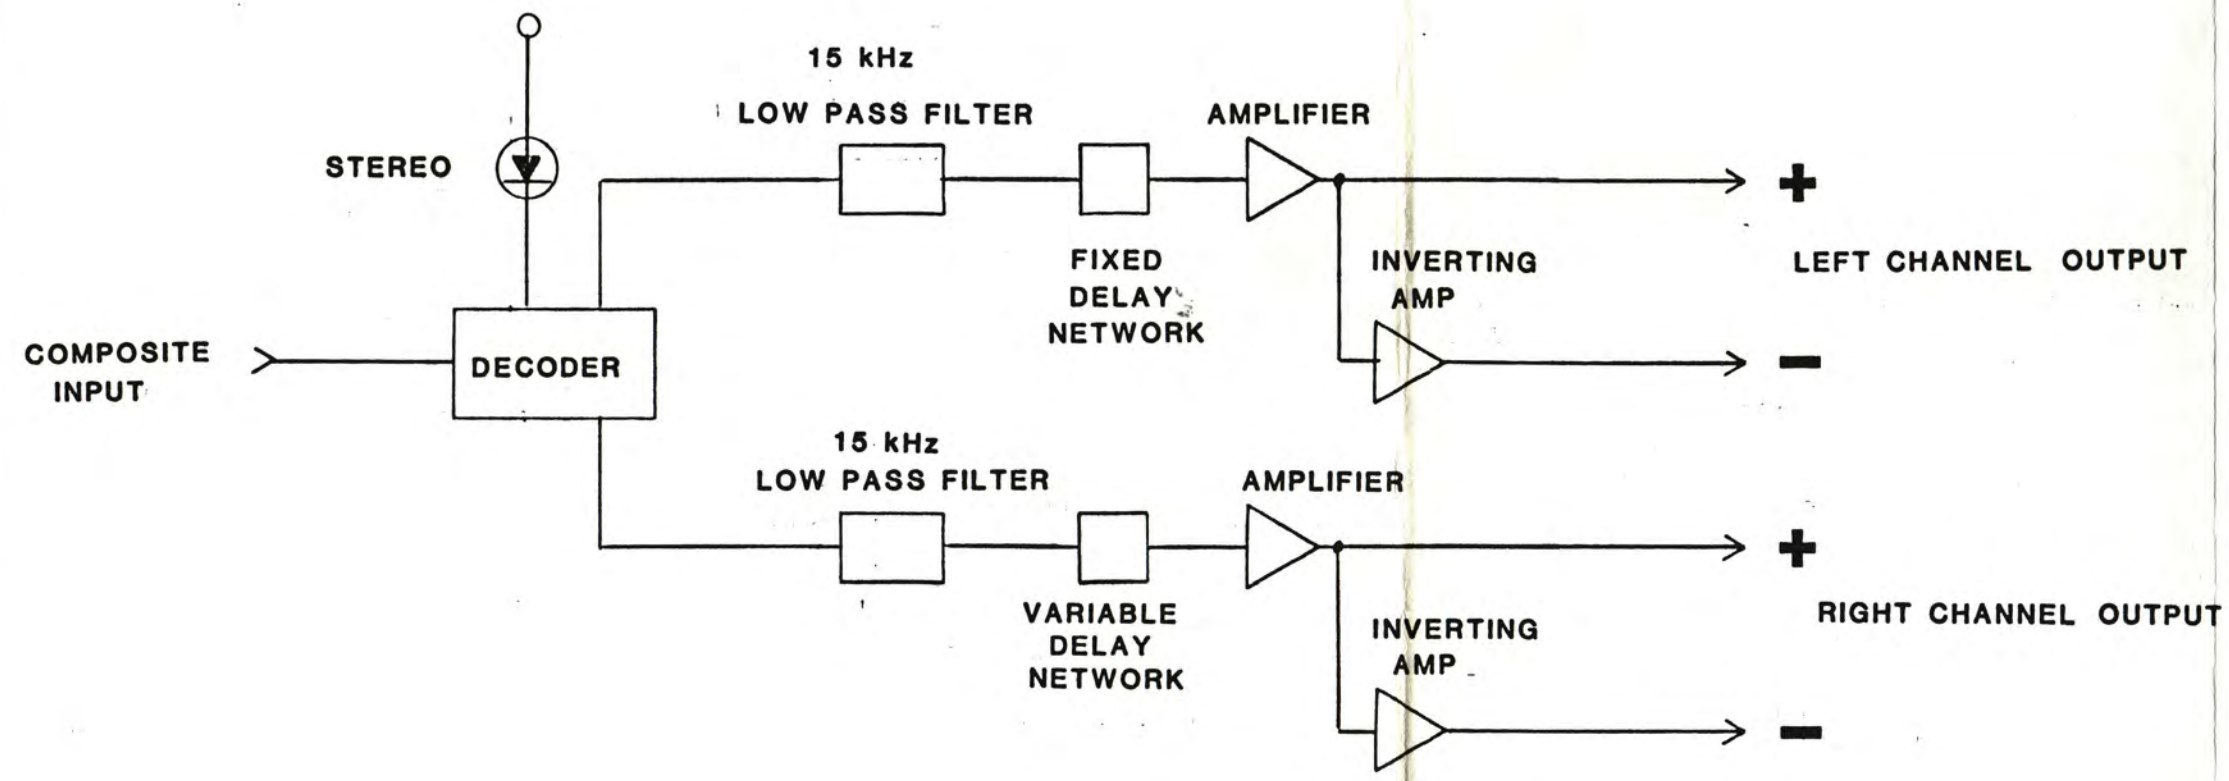 15 kHz
LOW PASS FILTER
AMPLIFIER
STEREO
+
FIXED
DELAY
NETWORK
INVERTING
AMP
LEFT CHANNEL OUTPUT
COMPOSITE
INPUT
DECODER
−
15 kHz
LOW PASS FILTER
AMPLIFIER
+
VARIABLE
DELAY
NETWORK
INVERTING
AMP
RIGHT CHANNEL OUTPUT
−